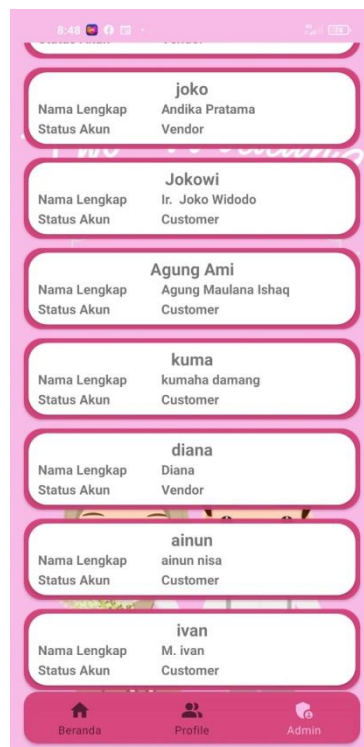 8:48
joko
Nama Lengkap Andika Pratama
Status Akun Vendor
Jokowi
Nama Lengkap Ir. Joko Widodo
Status Akun Customer
Agung Ami
Nama Lengkap Agung Maulana Ishaq
Status Akun Customer
kuma
Nama Lengkap kumaha damang
Status Akun Customer
diana
Nama Lengkap Diana
Status Akun Vendor
ainun
Nama Lengkap ainun nisa
Status Akun Customer
ivan
Nama Lengkap M. ivan
Status Akun Customer
Beranda Profile Admin